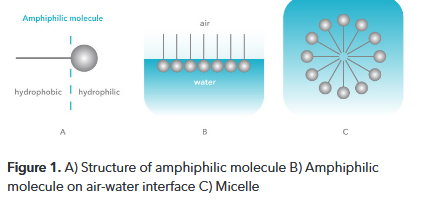 Amphiphilic molecule
hydrophobic
hydrophilic
A
air
water
B
C
Figure 1. A) Structure of amphiphilic molecule B) Amphiphilic
molecule on air-water interface C) Micelle